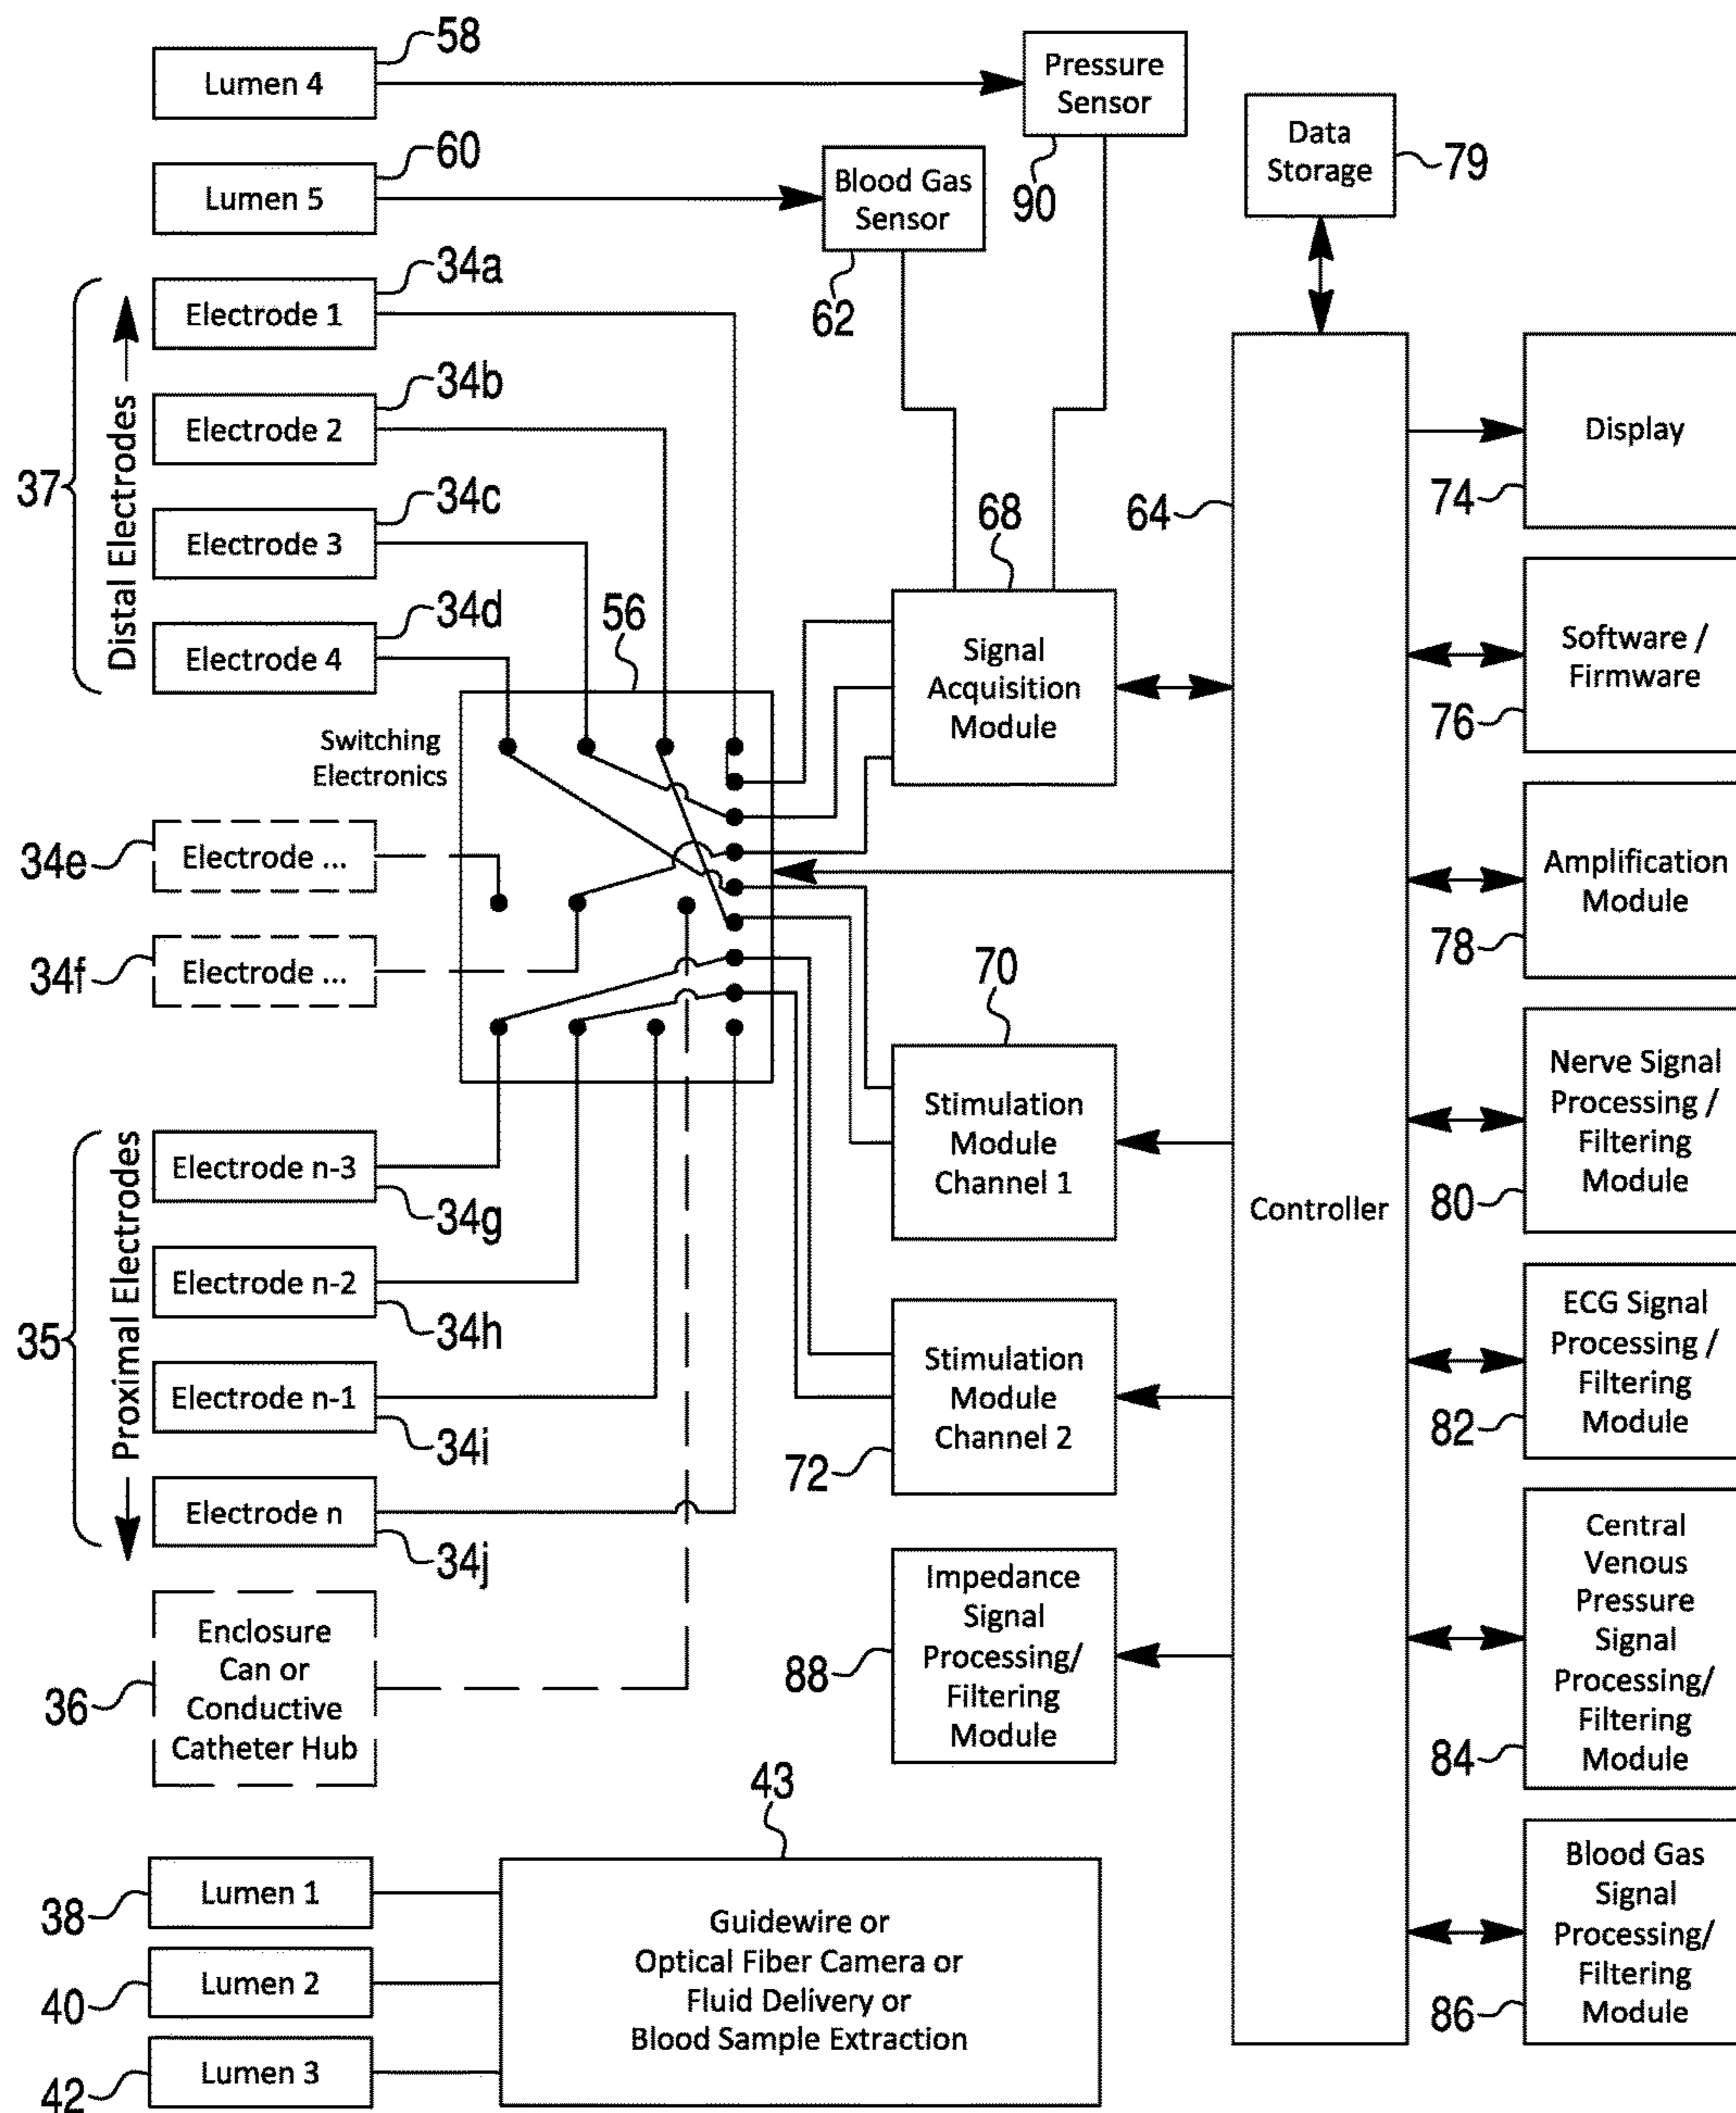 58
Lumen 4
Pressure
Sensor
90
60
Lumen 5
Blood Gas
Sensor
62
Data
Storage
79
37
Distal Electrodes
34a
Electrode 1
34b
Electrode 2
34c
Electrode 3
34d
Electrode 4
56
Switching
Electronics
34e
Electrode ...
34f
Electrode ...
35
Proximal Electrodes
Electrode n-3
34g
Electrode n-2
34h
Electrode n-1
34i
Electrode n
34j
Enclosure
Can or
Conductive
Catheter Hub
36
68
Signal
Acquisition
Module
70
Stimulation
Module
Channel 1
Stimulation
Module
Channel 2
72
Impedance
Signal
Processing/
Filtering
Module
88
64
Controller
Display
74
Software /
Firmware
76
Amplification
Module
78
Nerve Signal
Processing /
Filtering
Module
80
ECG Signal
Processing /
Filtering
Module
82
Central
Venous
Pressure
Signal
Processing/
Filtering
Module
84
Blood Gas
Signal
Processing/
Filtering
Module
86
38
Lumen 1
40
Lumen 2
42
Lumen 3
43
Guidewire or
Optical Fiber Camera or
Fluid Delivery or
Blood Sample Extraction